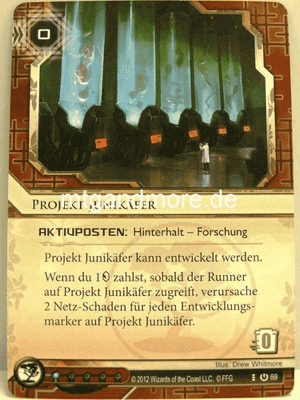 0
PROJEKT JUNIKÄFER
AKTIVPOSTEN: Hinterhalt – Forschung
Projekt Junikäfer kann entwickelt werden.
Wenn du 1 zahlst, sobald der Runner
auf Projekt Junikäfer zugreift, verursache
2 Netz-Schaden für jeden Entwicklungs-
marker auf Projekt Junikäfer.
0
Illus. Drew Whitmore
© 2012 Wizards of the Coast LLC. © FFG
69